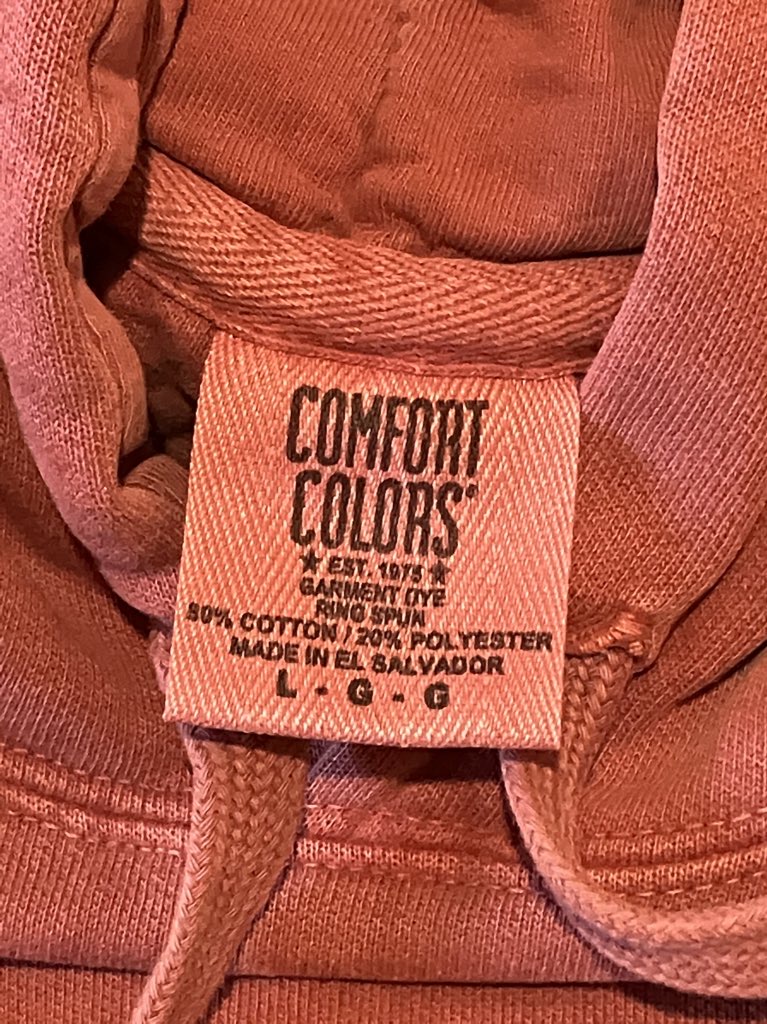 COMFORT
COLORS®
★ EST. 1975 ★
GARMENT DYE
RING SPUN
80% COTTON / 20% POLYESTER
MADE IN EL SALVADOR
L - G - G